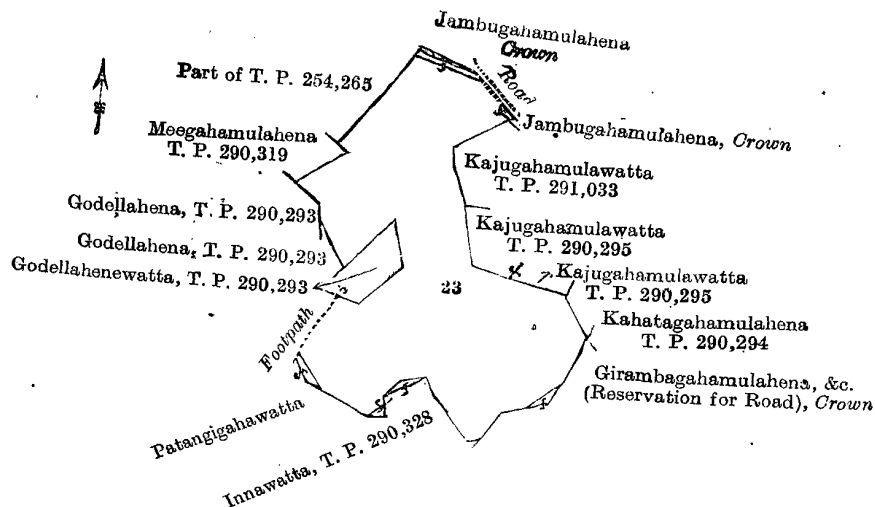 Jambugahamulahena
Crown
Road
Part of T. P. 254,265
Jambugahamulahena, Crown
Meegahamulahena
T. P. 290,319
Kajugahamulawatta
T. P. 291,033
Godellahena, T. P. 290,293
Kajugahamulawatta
T. P. 290,295
Godellahena, T. P. 290,293
Godellahenewatta, T. P. 290,293
Kajugahamulawatta
T. P. 290,295
23
Kahatagahamulahena
T. P. 290,294
Footpath
Girambagahamulahena, &c.
(Reservation for Road), Crown
Patangigahawatta
Innawatta, T. P. 290,328